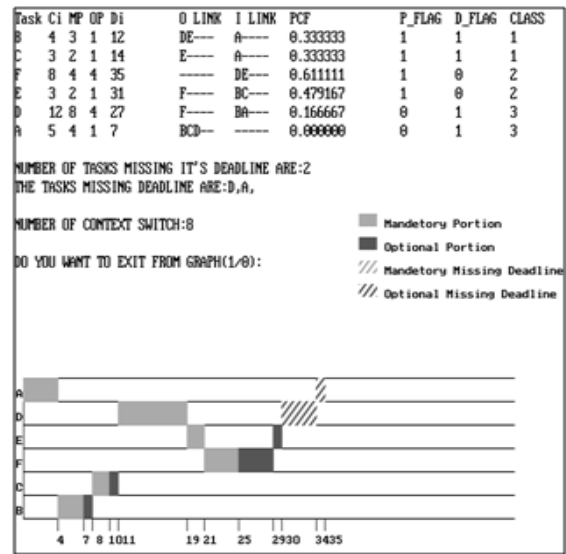 Task Ci MP OP Di O LINK I LINK PCF P_FLAG D_FLAG CLASS
B 4 3 1 12 DE--- A---- 0.333333 1 1 1
C 3 2 1 14 E---- A---- 0.333333 1 1 1
F 8 4 4 35 ----- DE--- 0.611111 1 0 2
E 3 2 1 31 F---- BC--- 0.479167 1 0 2
D 12 8 4 27 F---- BA--- 0.166667 0 1 3
A 5 4 1 7 BCD-- ----- 0.000000 0 1 3
NUMBER OF TASKS MISSING IT'S DEADLINE ARE:2
THE TASKS MISSING DEADLINE ARE:D,A,
NUMBER OF CONTEXT SWITCH:8
DO YOU WANT TO EXIT FROM GRAPH(1/0):
Mandetory Portion
Optional Portion
Mandetory Missing Deadline
Optional Missing Deadline
A
D
E
F
C
B
4 7 8 1011 19 21 25 2930 3435